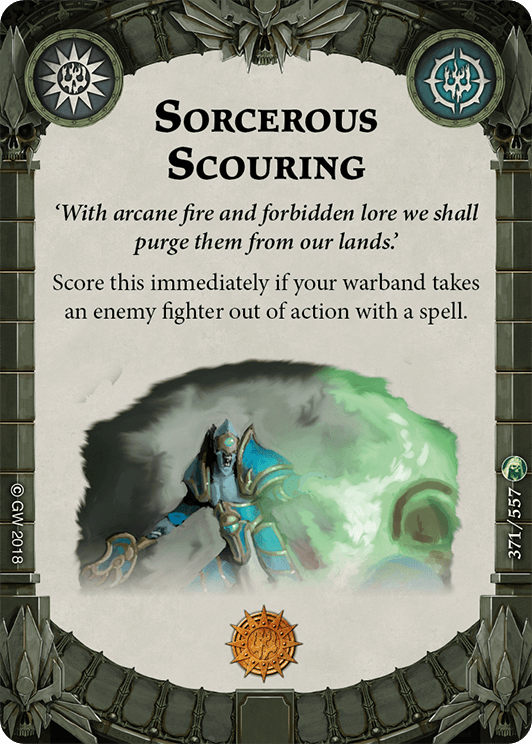 Sorcerous
Scouring
‘With arcane fire and forbidden lore we shall
purge them from our lands.’
Score this immediately if your warband takes
an enemy fighter out of action with a spell.
© GW 2018
371/557